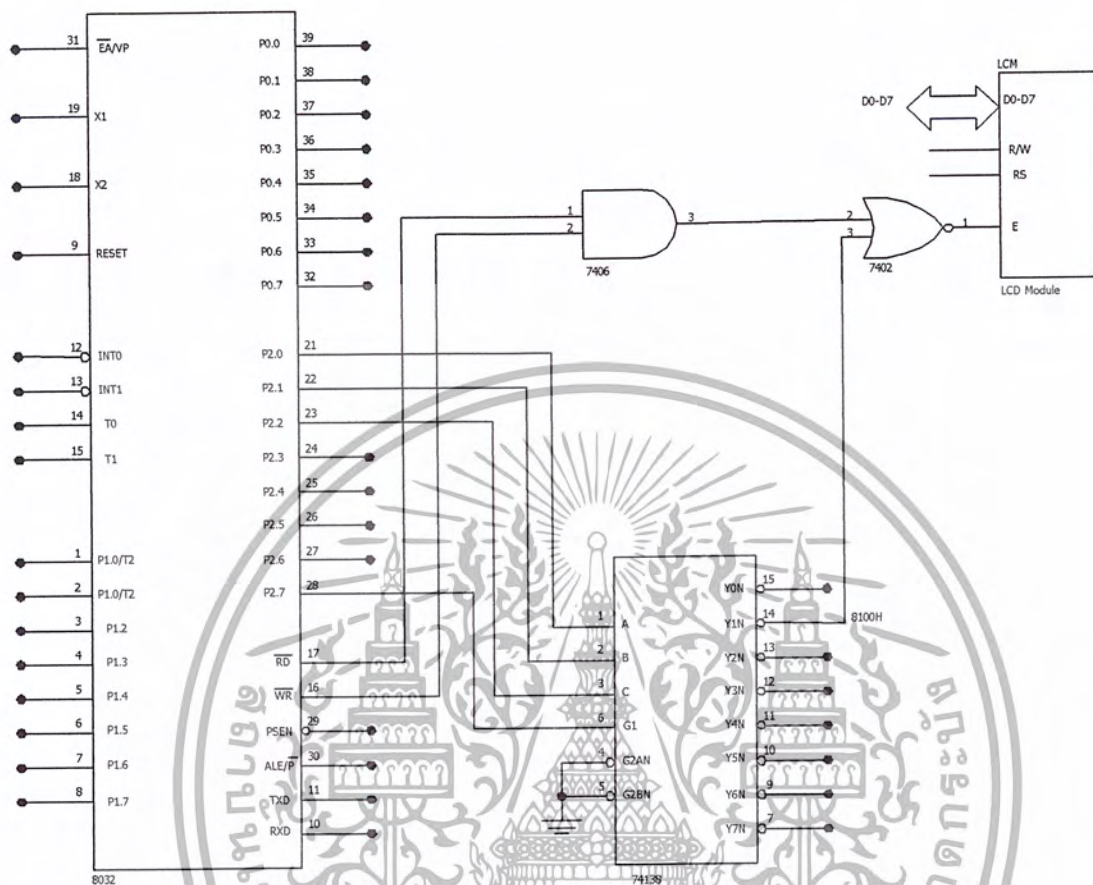 31 EA/VP
19 X1
18 X2
9 RESET
12 INT0
13 INT1
14 T0
15 T1
1 P1.0/T2
2 P1.0/T2
3 P1.2
4 P1.3
5 P1.4
6 P1.5
7 P1.6
8 P1.7
P0.0 39
P0.1 38
P0.2 37
P0.3 36
P0.4 35
P0.5 34
P0.6 33
P0.7 32
P2.0 21
P2.1 22
P2.2 23
P2.3 24
P2.4 25
P2.5 26
P2.6 27
P2.7 28
RD 17
WR 16
PSEN 29
ALE/P 30
TXD 11
RXD 10
8032
1
2
3
7406
2
3
1
7402
LCM
D0-D7
D0-D7
R/W
RS
E
LCD Module
1 A
2 B
3 C
6 G1
4 G2AN
5 G2BN
Y0N 15
Y1N 14
8100H
Y2N 13
Y3N 12
Y4N 11
Y5N 10
Y6N 9
Y7N 7
74138